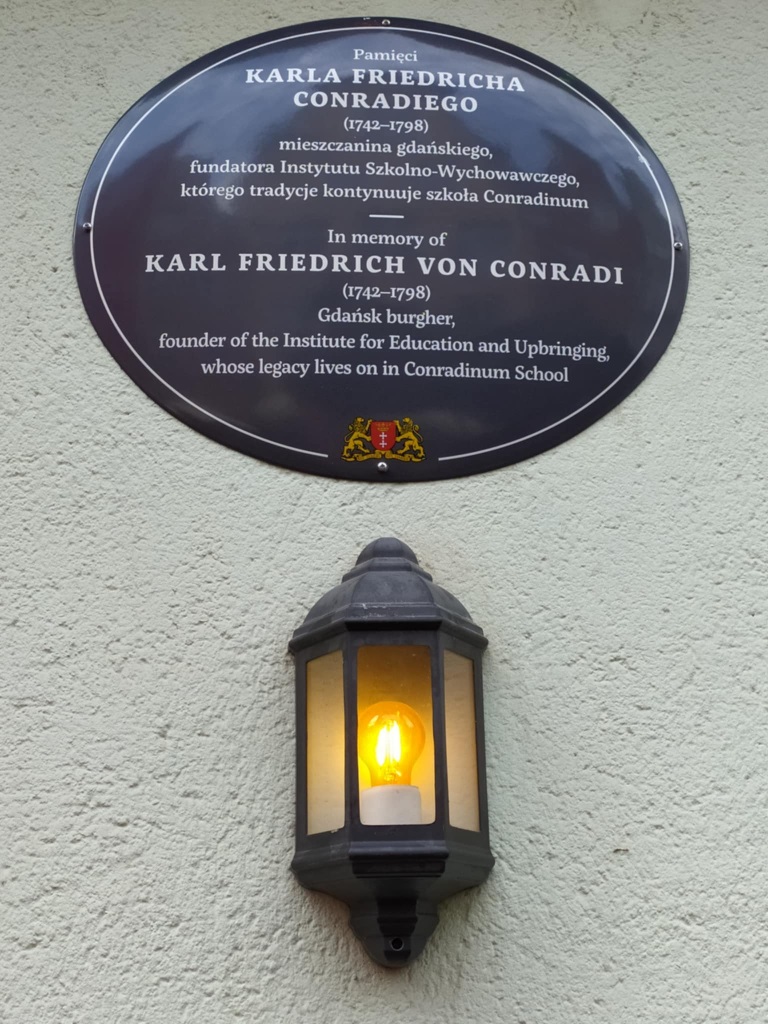 Pamięci
KARLA FRIEDRICHA
CONRADIEGO
(1742–1798)
mieszczanina gdańskiego,
fundatora Instytutu Szkolno-Wychowawczego,
którego tradycje kontynuuje szkoła Conradinum
In memory of
KARL FRIEDRICH VON CONRADI
(1742–1798)
Gdańsk burgher,
founder of the Institute for Education and Upbringing,
whose legacy lives on in Conradinum School